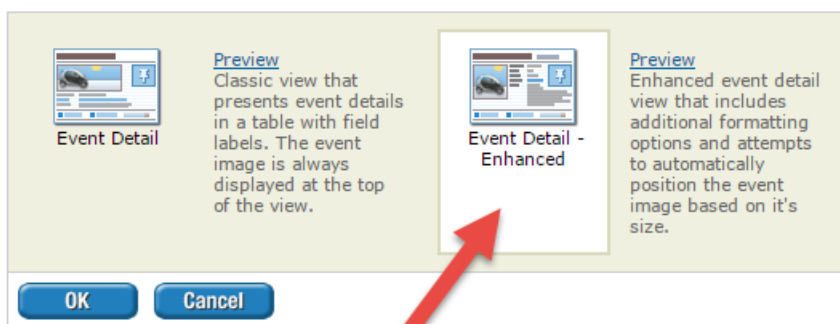 Event Detail
Preview
Classic view that
presents event details
in a table with field
labels. The event
image is always
displayed at the top
of the view.
Event Detail -
Enhanced
Preview
Enhanced event detail
view that includes
additional formatting
options and attempts
to automatically
position the event
image based on it's
size.
OK
Cancel